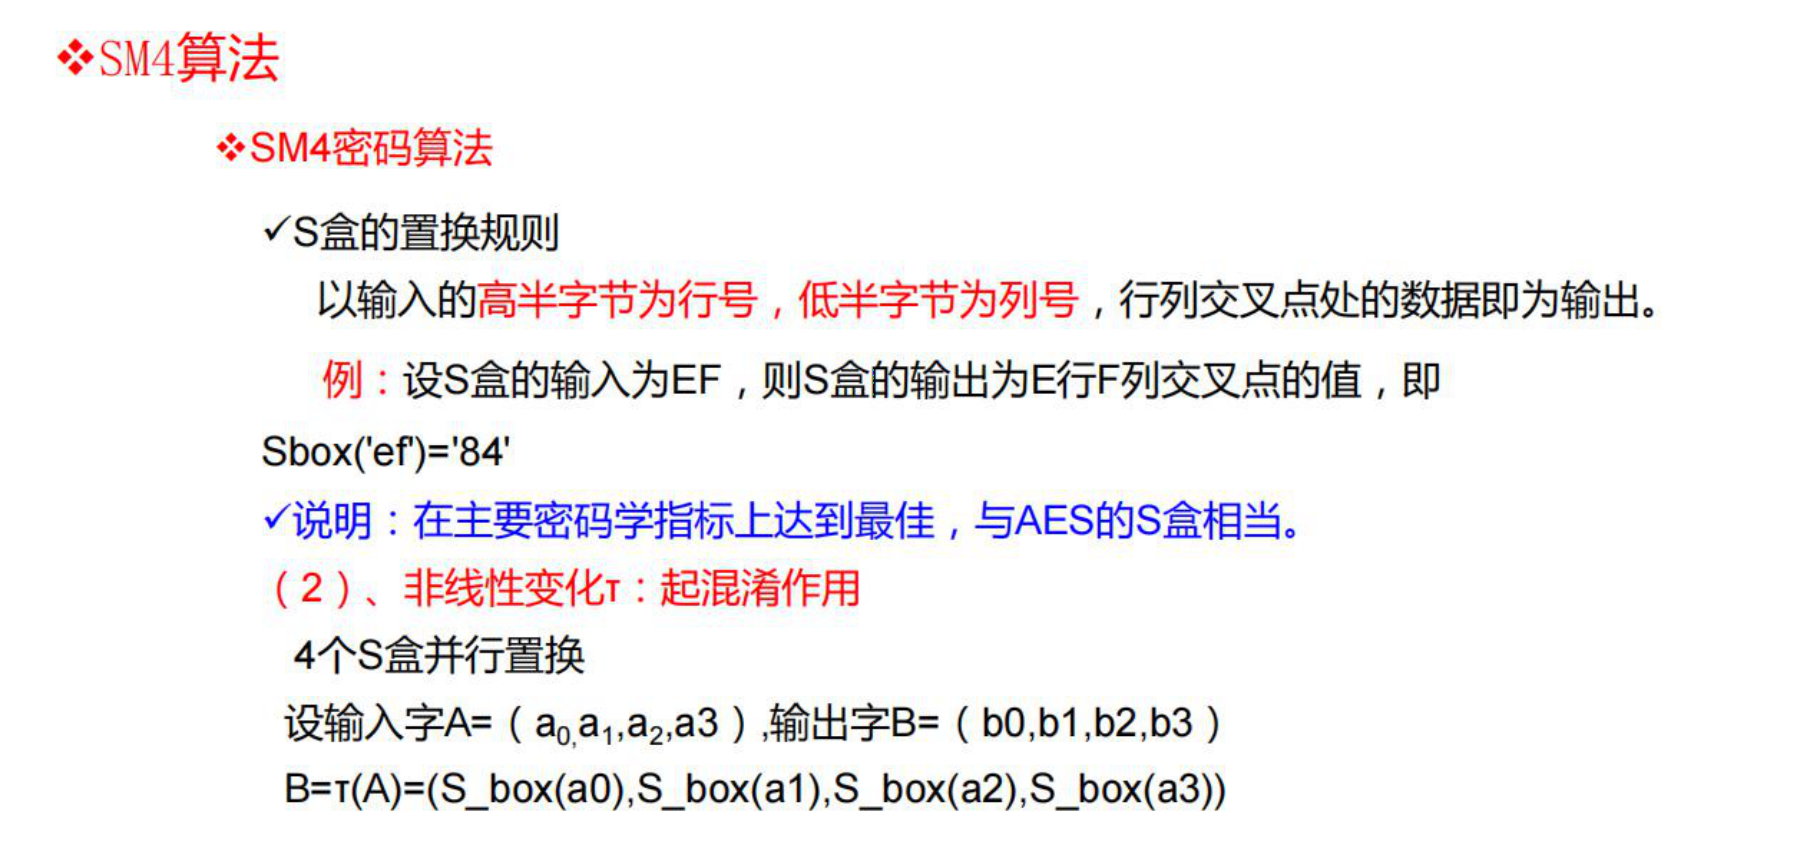 ❖SM4算法
❖SM4密码算法
✓S盒的置换规则
以输入的高半字节为行号，低半字节为列号，行列交叉点处的数据即为输出。
例：设S盒的输入为EF，则S盒的输出为E行F列交叉点的值，即
Sbox('ef')='84'
✓说明：在主要密码学指标上达到最佳，与AES的S盒相当。
（2）、非线性变化τ：起混淆作用
4个S盒并行置换
设输入字A=（a₀,a₁,a₂,a3）,输出字B=（b0,b1,b2,b3）
B=τ(A)=(S_box(a0),S_box(a1),S_box(a2),S_box(a3))